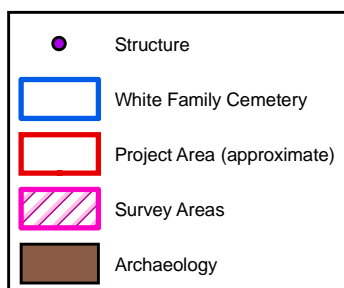 Structure
White Family Cemetery
Project Area (approximate)
Survey Areas
Archaeology